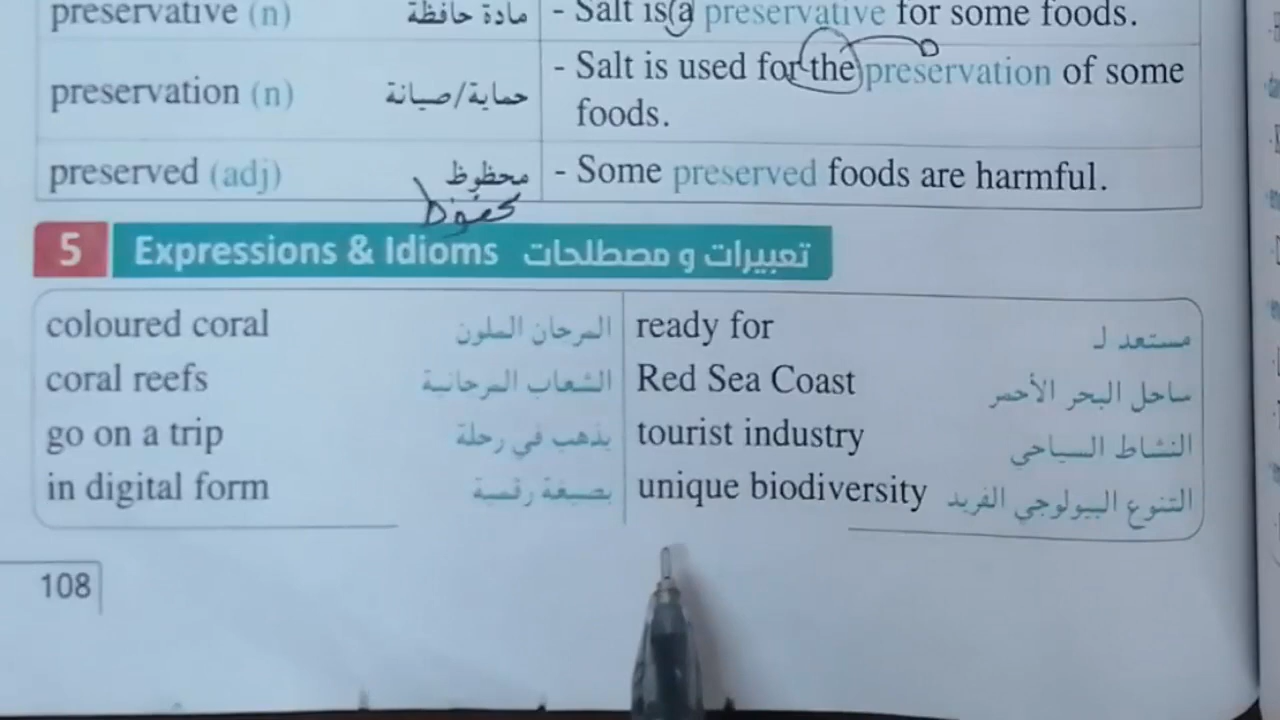 preservative (n) مادة حافظة - Salt is a preservative for some foods.
preservation (n) حماية/صيانة - Salt is used for the preservation of some
foods.
preserved (adj) محظوظ - Some preserved foods are harmful.
محفوظ
5 Expressions & Idioms تعبيرات و مصطلحات
coloured coral المرجان الملون ready for مستعد لـ
coral reefs الشعاب المرجانية Red Sea Coast ساحل البحر الأحمر
go on a trip يذهب في رحلة tourist industry النشاط السياحي
in digital form بصيغة رقمية unique biodiversity التنوع البيولوجي الفريد
108